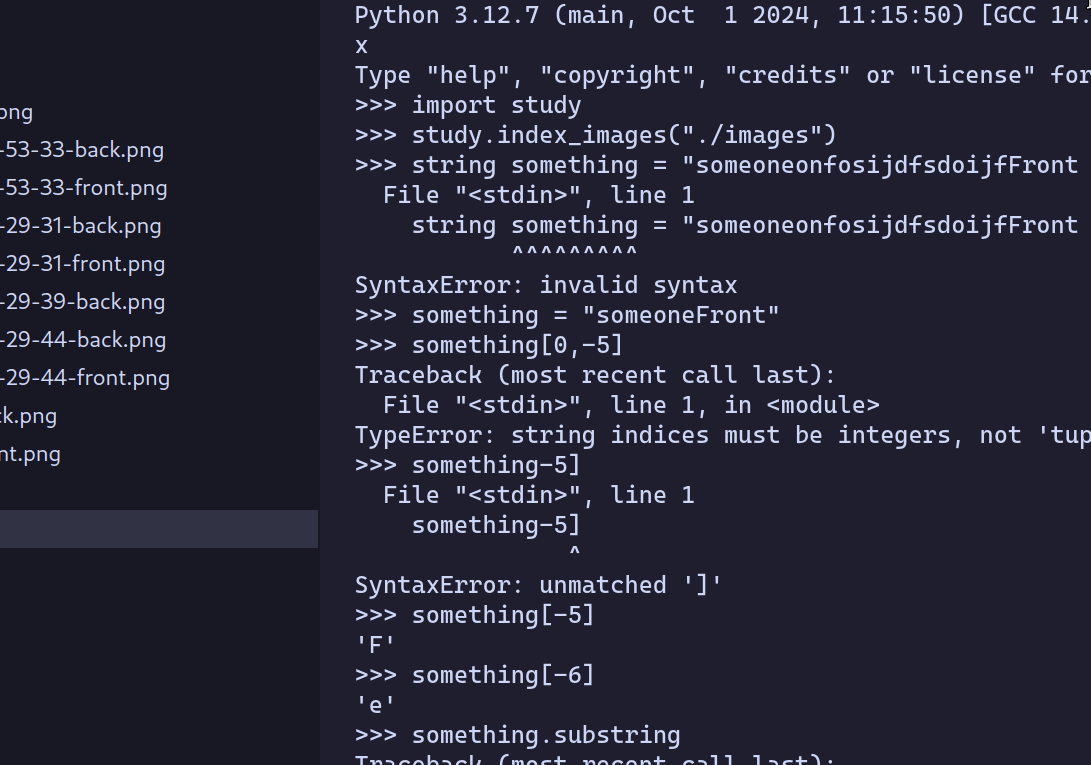 png
-53-33-back.png
-53-33-front.png
-29-31-back.png
-29-31-front.png
-29-39-back.png
-29-44-back.png
-29-44-front.png
ck.png
nt.png
Python 3.12.7 (main, Oct  1 2024, 11:15:50) [GCC 14.
x
Type "help", "copyright", "credits" or "license" for
>>> import study
>>> study.index_images("./images")
>>> string something = "someoneonfosijdfsdoijfFront
  File "<stdin>", line 1
    string something = "someoneonfosijdfsdoijfFront
           ^^^^^^^^^
SyntaxError: invalid syntax
>>> something = "someoneFront"
>>> something[0,-5]
Traceback (most recent call last):
  File "<stdin>", line 1, in <module>
TypeError: string indices must be integers, not 'tup
>>> something-5]
  File "<stdin>", line 1
    something-5]
               ^
SyntaxError: unmatched ']'
>>> something[-5]
'F'
>>> something[-6]
'e'
>>> something.substring
Traceback (most recent call last):